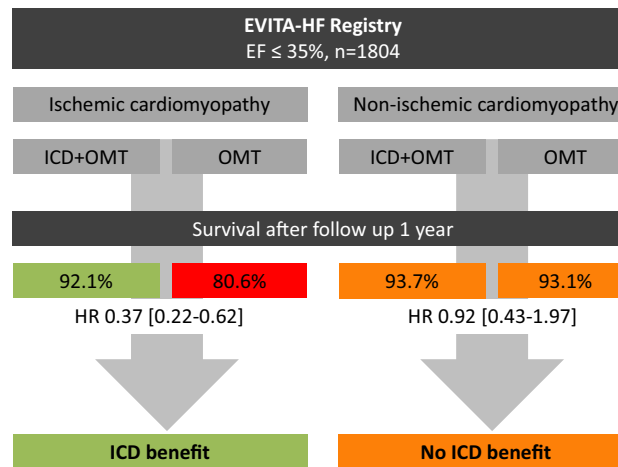 EVITA-HF Registry
EF ≤ 35%, n=1804
Ischemic cardiomyopathy
Non-ischemic cardiomyopathy
ICD+OMT
OMT
ICD+OMT
OMT
Survival after follow up 1 year
92.1%
80.6%
93.7%
93.1%
HR 0.37 [0.22-0.62]
HR 0.92 [0.43-1.97]
ICD benefit
No ICD benefit